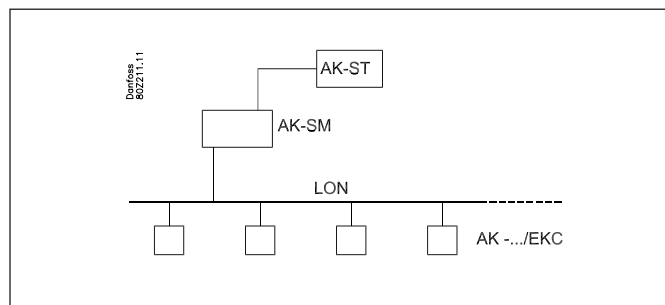 Danfoss
80Z211.11
AK-ST
AK-SM
LON
AK -.../EKC